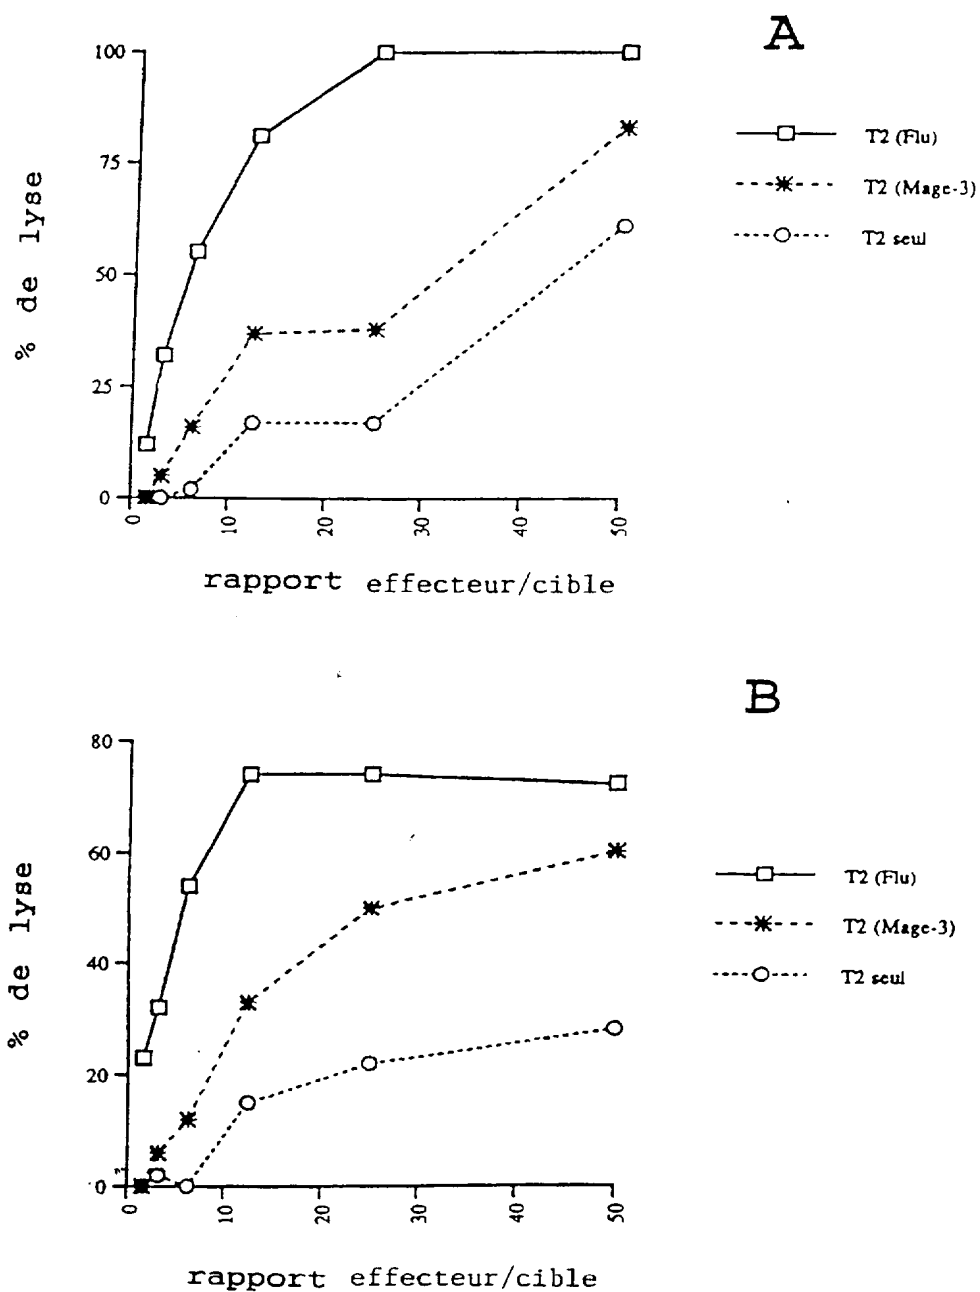 A
100
75
50
25
0
% de lyse
0 10 20 30 40 50
rapport effecteur/cible
T2 (Flu)
T2 (Mage-3)
T2 seul
B
80
60
40
20
0
% de lyse
0 10 20 30 40 50
rapport effecteur/cible
T2 (Flu)
T2 (Mage-3)
T2 seul